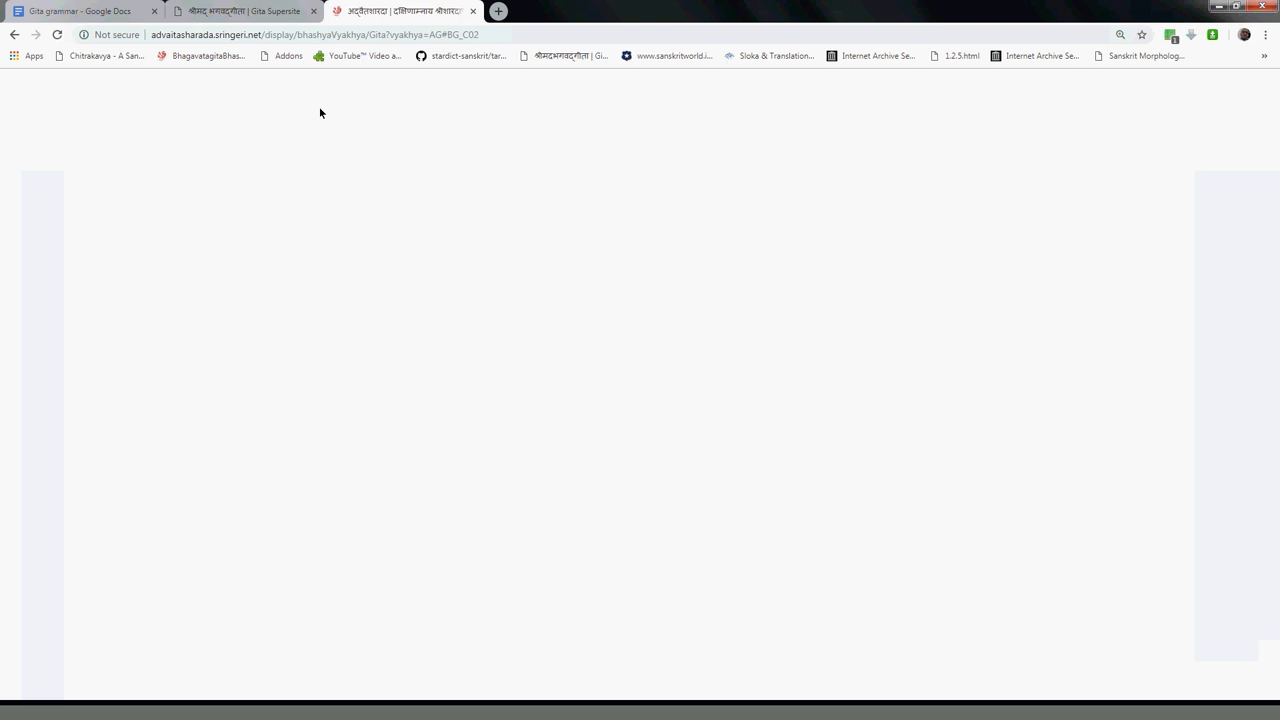 Gita grammar - Google Docs
श्रीमद् भगवद्गीता | Gita Supersite
अद्वैतशारदा | दक्षिणाम्नाय श्रीशारदा
Not secure
advaitasharada.sringeri.net/display/bhashyaVyakhya/Gita?vyakhya=AG#BG_C02
1
Apps
Chitrakavya - A San...
BhagavatagitaBhas...
Addons
YouTube™ Video a...
stardict-sanskrit/tar...
श्रीमद्भगवद्गीता | Gi...
www.sanskritworld.i...
Sloka & Translation...
Internet Archive Se...
1.2.5.html
Internet Archive Se...
Sanskrit Morpholog...
»